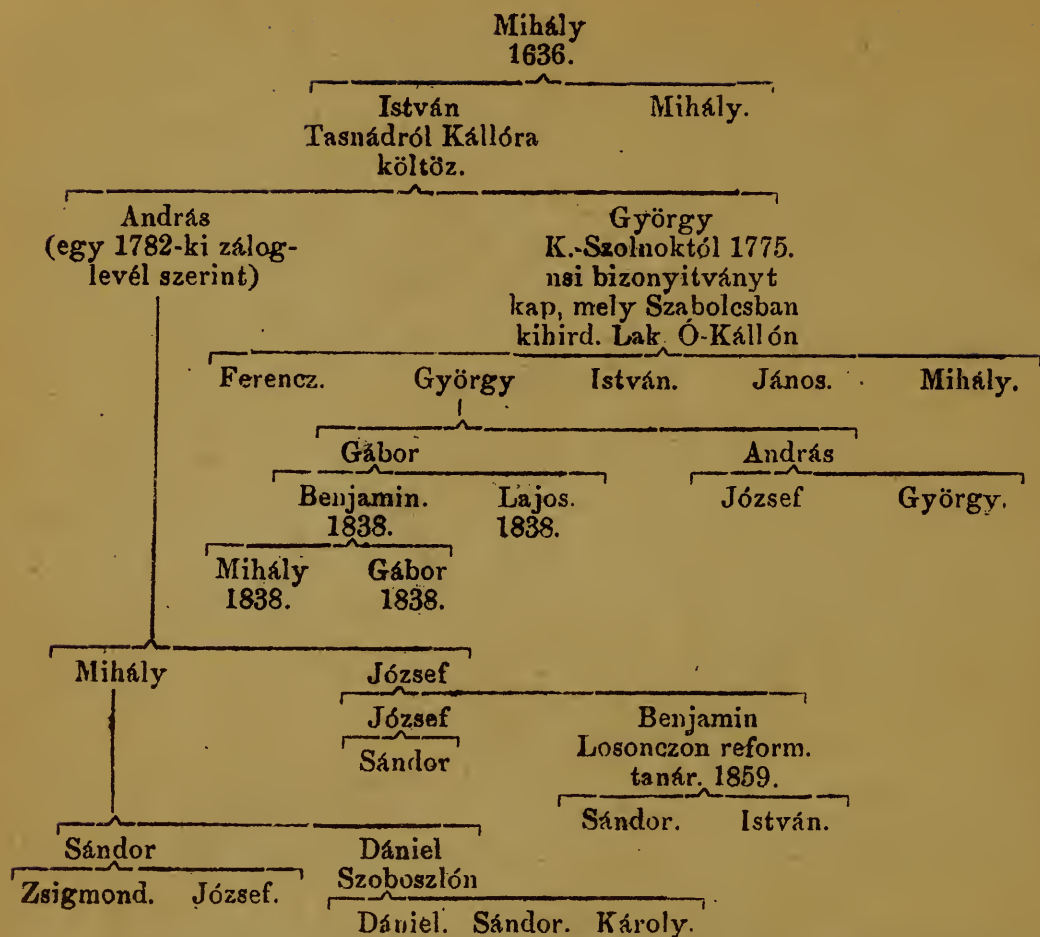 Mihály
1636.
István Mihály.
Tasnádról Kállóra
költöz.
András György
(egy 1782-ki zálog- K.-Szolnoktól 1775.
levél szerint) nsi bizonyitványt
kap, mely Szabolcsban
kihird. Lak Ó-Kállón
Ferencz. György István. János. Mihály.
Gábor András
Benjamin. Lajos. József György.
1838. 1838.
Mihály Gábor
1838. 1838.
Mihály József
József Benjamin
Sándor Losonczon reform.
tanár. 1859.
Sándor. István.
Sándor Dániel
Zsigmond. József. Szoboszlón
Dániel. Sándor. Károly.